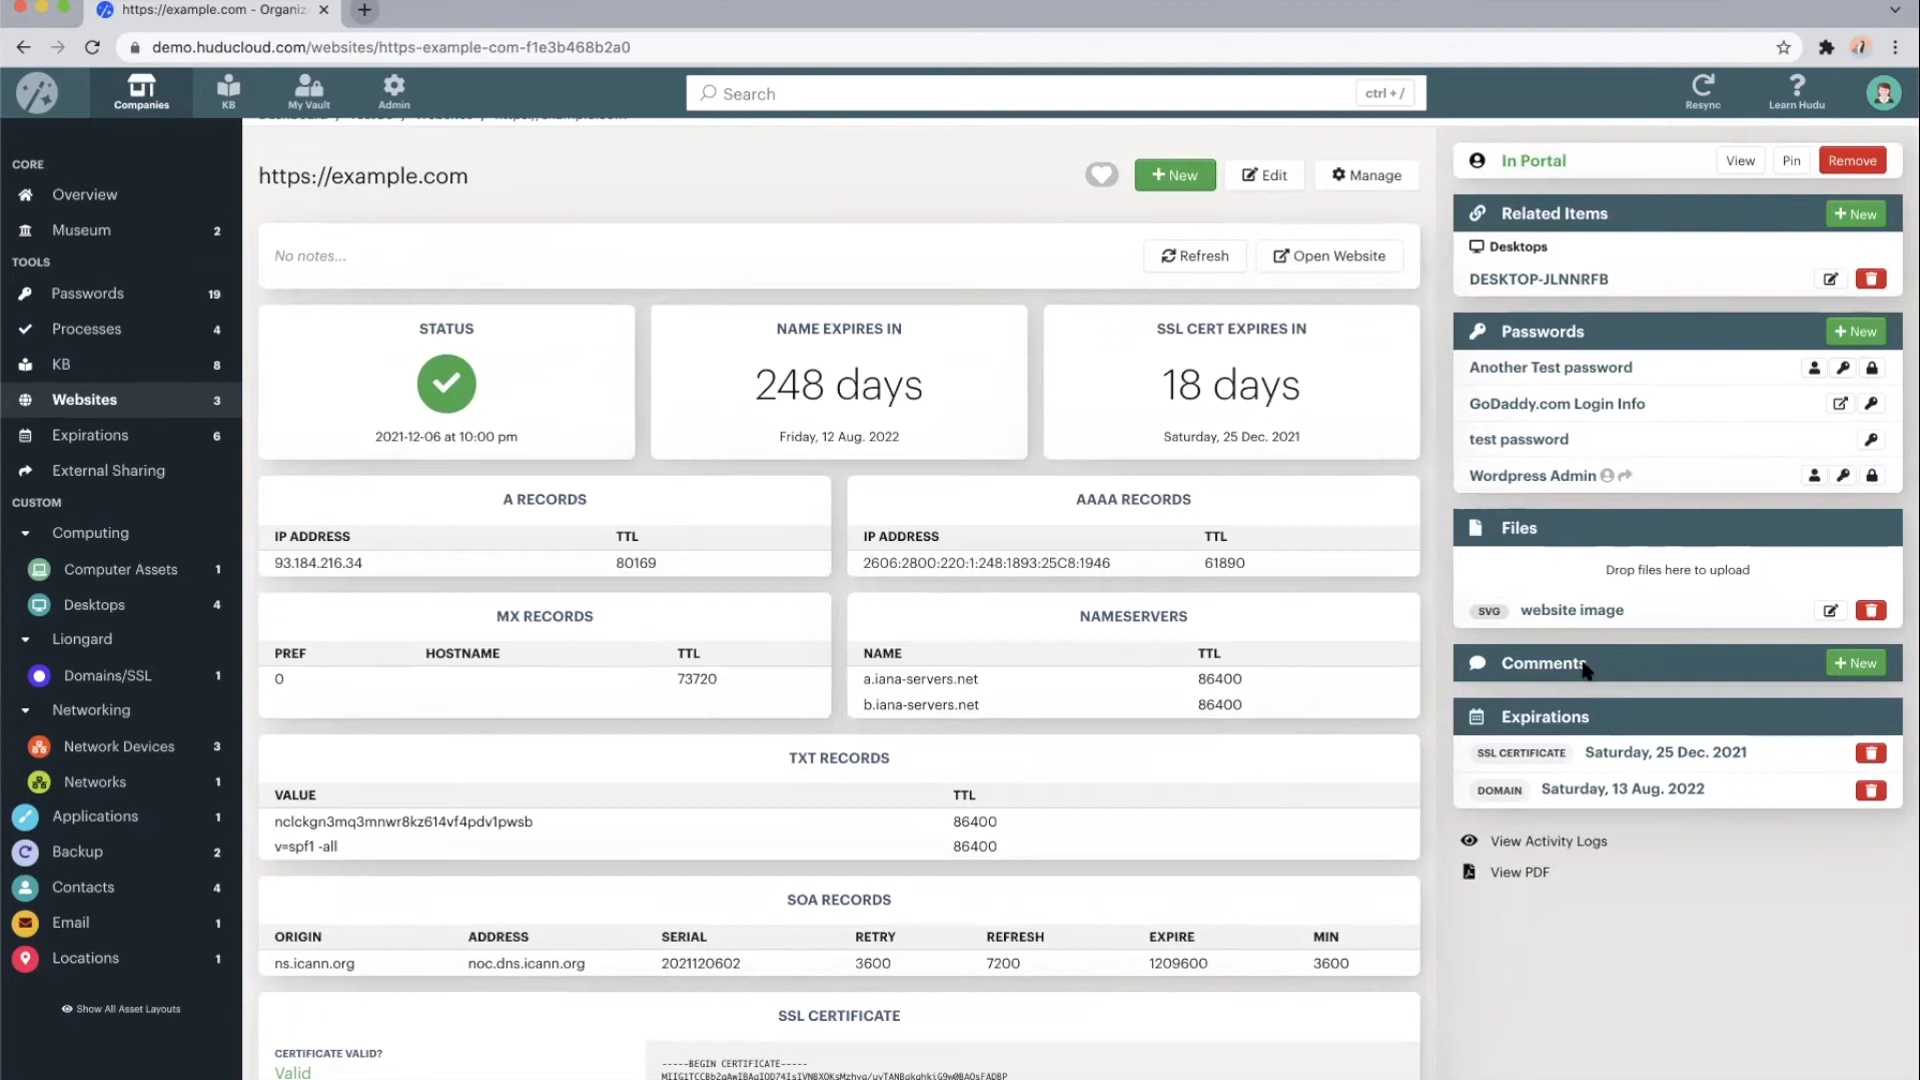 https://example.com - Organiz
demo.huducloud.com/websites/https-example-com-f1e3b468b2a0
Companies
KB
My Vault
Admin
Search
ctrl + /
Resync
Learn Hudu
CORE
Overview
Museum 2
TOOLS
Passwords 19
Processes 4
KB 8
Websites 3
Expirations 6
External Sharing
CUSTOM
Computing
Computer Assets 1
Desktops 4
Liongard
Domains/SSL 1
Networking
Network Devices 3
Networks 1
Applications 1
Backup 2
Contacts 4
Email 1
Locations 1
Show All Asset Layouts
https://example.com
+ New
Edit
Manage
No notes...
Refresh
Open Website
STATUS
2021-12-06 at 10:00 pm
NAME EXPIRES IN
248 days
Friday, 12 Aug. 2022
SSL CERT EXPIRES IN
18 days
Saturday, 25 Dec. 2021
A RECORDS
IP ADDRESS TTL
93.184.216.34 80169
AAAA RECORDS
IP ADDRESS TTL
2606:2800:220:1:248:1893:25C8:1946 61890
MX RECORDS
PREF HOSTNAME TTL
0 73720
NAMESERVERS
NAME TTL
a.iana-servers.net 86400
b.iana-servers.net 86400
TXT RECORDS
VALUE TTL
nclckgn3mq3mnwr8kz614vf4pdv1pwsb 86400
v=spf1 -all 86400
SOA RECORDS
ORIGIN ADDRESS SERIAL RETRY REFRESH EXPIRE MIN
ns.icann.org noc.dns.icann.org 2021120602 3600 7200 1209600 3600
SSL CERTIFICATE
CERTIFICATE VALID?
Valid
-----BEGIN CERTIFICATE-----
In Portal
View
Pin
Remove
Related Items
+ New
Desktops
DESKTOP-JLNNRFB
Passwords
+ New
Another Test password
GoDaddy.com Login Info
test password
Wordpress Admin
Files
Drop files here to upload
SVG website image
Comments
+ New
Expirations
SSL CERTIFICATE Saturday, 25 Dec. 2021
DOMAIN Saturday, 13 Aug. 2022
View Activity Logs
View PDF